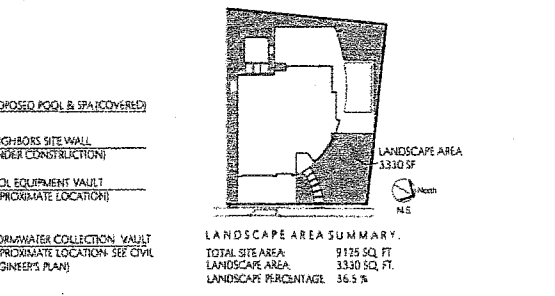 OPOSED POOL & SPA (COVERED)
IGHBORS SITE WALL
NDER CONSTRUCTION)
OL EQUIPMENT VAULT
PROXIMATE LOCATION)
ORMWATER COLLECTION VAULT
PROXIMATE LOCATION- SEE CIVIL
GINEER'S PLAN)
LANDSCAPE AREA
3330 SF
North
N.S.
LANDSCAPE AREA SUMMARY.
TOTAL SITE AREA: 9125 SQ. FT
LANDSCAPE AREA: 3330 SQ. FT.
LANDSCAPE PERCENTAGE 36.5 %